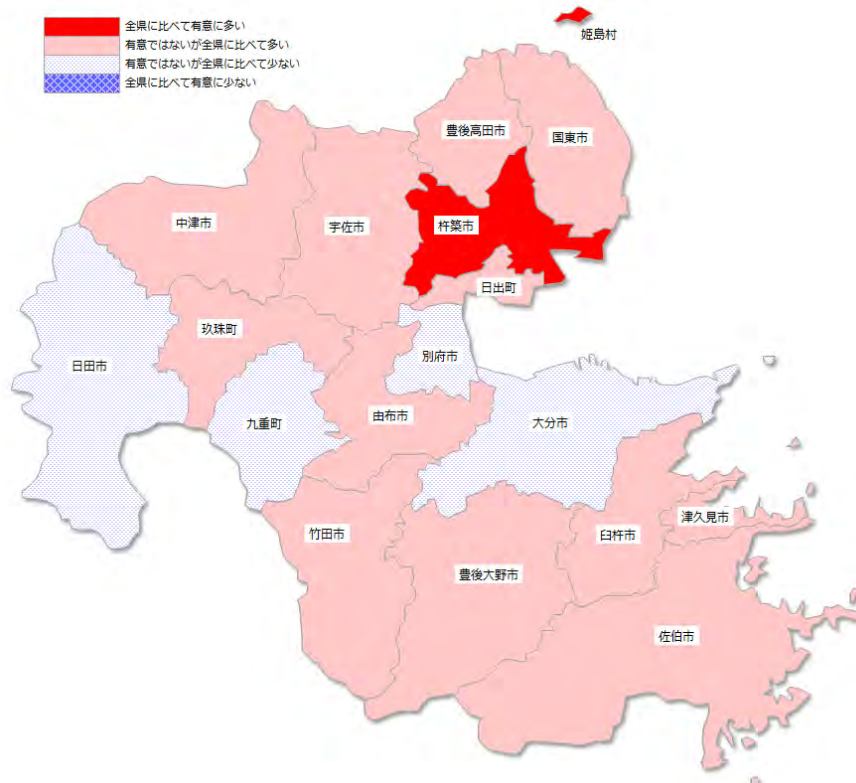 全県に比べて有意に多い
有意ではないが全県に比べて多い
有意ではないが全県に比べて少ない
全県に比べて有意に少ない
姫島村
豊後高田市
国東市
中津市
宇佐市
杵築市
日出町
玖珠町
日田市
別府市
九重町
由布市
大分市
津久見市
竹田市
臼杵市
豊後大野市
佐伯市